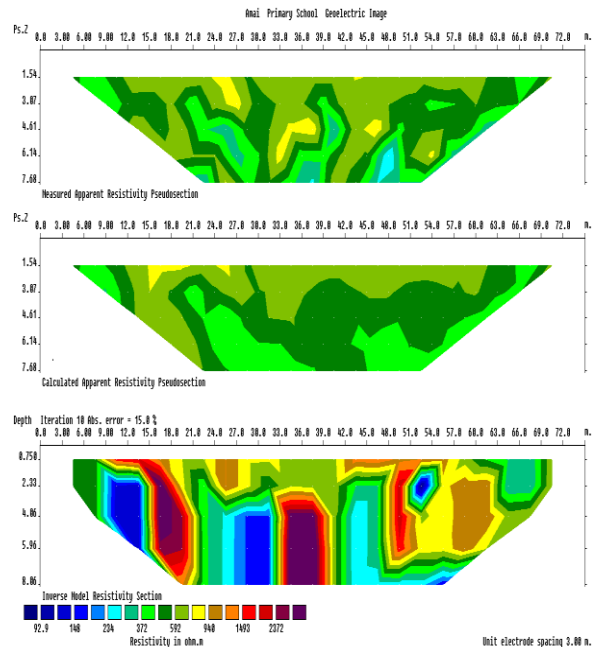 Amai Primary School Geoelectric Image
Ps.Z
0.0 3.00 6.00 9.00 12.0 15.0 18.0 21.0 24.0 27.0 30.0 33.0 36.0 39.0 42.0 45.0 48.0 51.0 54.0 57.0 60.0 63.0 66.0 69.0 72.0 m.
1.54
3.07
4.61
6.14
7.68
Measured Apparent Resistivity Pseudosection
Ps.Z
0.0 3.00 6.00 9.00 12.0 15.0 18.0 21.0 24.0 27.0 30.0 33.0 36.0 39.0 42.0 45.0 48.0 51.0 54.0 57.0 60.0 63.0 66.0 69.0 72.0 m.
1.54
3.07
4.61
6.14
7.68
Calculated Apparent Resistivity Pseudosection
Depth Iteration 10 Abs. error = 15.0 %
0.0 3.00 6.00 9.00 12.0 15.0 18.0 21.0 24.0 27.0 30.0 33.0 36.0 39.0 42.0 45.0 48.0 51.0 54.0 57.0 60.0 63.0 66.0 69.0 72.0 m.
0.750
2.33
4.06
5.96
8.06
Inverse Model Resistivity Section
92.9 148 234 372 592 940 1493 2372
Resistivity in ohm.m
Unit electrode spacing 3.00 m.